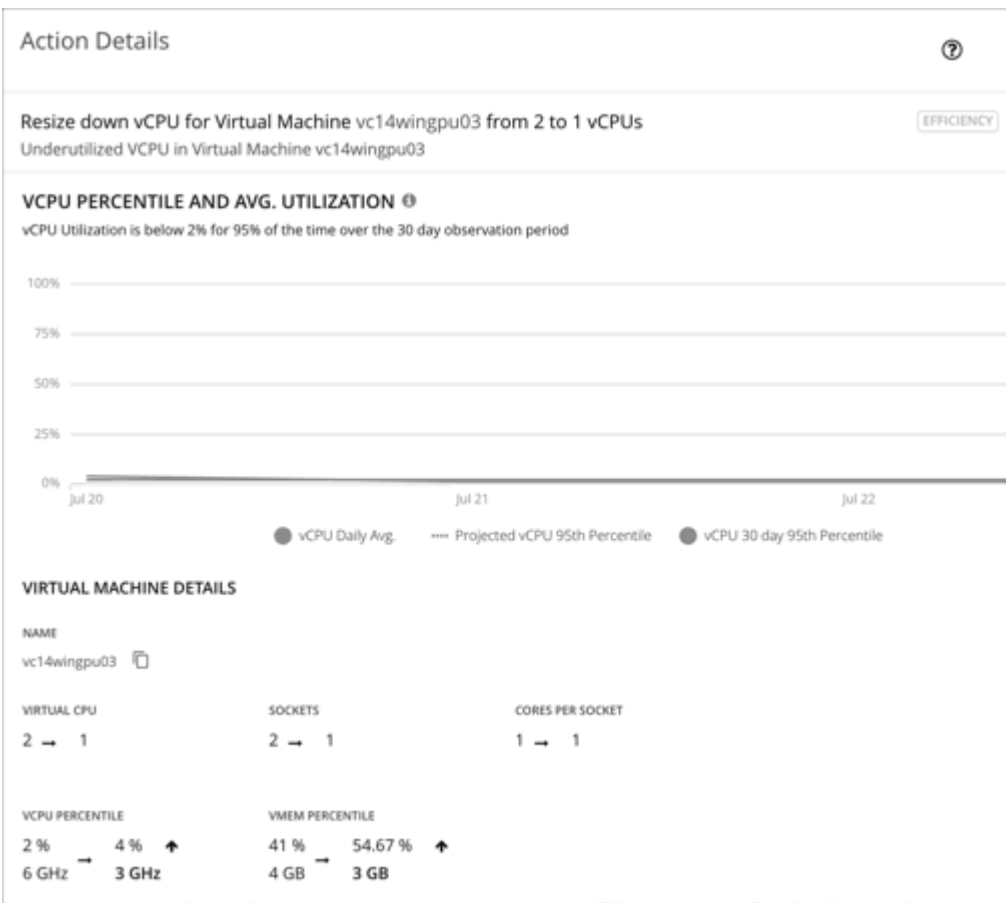 Action Details
Resize down vCPU for Virtual Machine vc14wingpu03 from 2 to 1 vCPUs
EFFICIENCY
Underutilized VCPU in Virtual Machine vc14wingpu03
VCPU PERCENTILE AND AVG. UTILIZATION
vCPU Utilization is below 2% for 95% of the time over the 30 day observation period
100%
75%
50%
25%
0%
Jul 20 Jul 21 Jul 22
vCPU Daily Avg. Projected vCPU 95th Percentile vCPU 30 day 95th Percentile
VIRTUAL MACHINE DETAILS
NAME
vc14wingpu03
VIRTUAL CPU SOCKETS CORES PER SOCKET
2 → 1 2 → 1 1 → 1
VCPU PERCENTILE VMEM PERCENTILE
2 % → 4 % ↑ 41 % → 54.67 % ↑
6 GHz 3 GHz 4 GB 3 GB